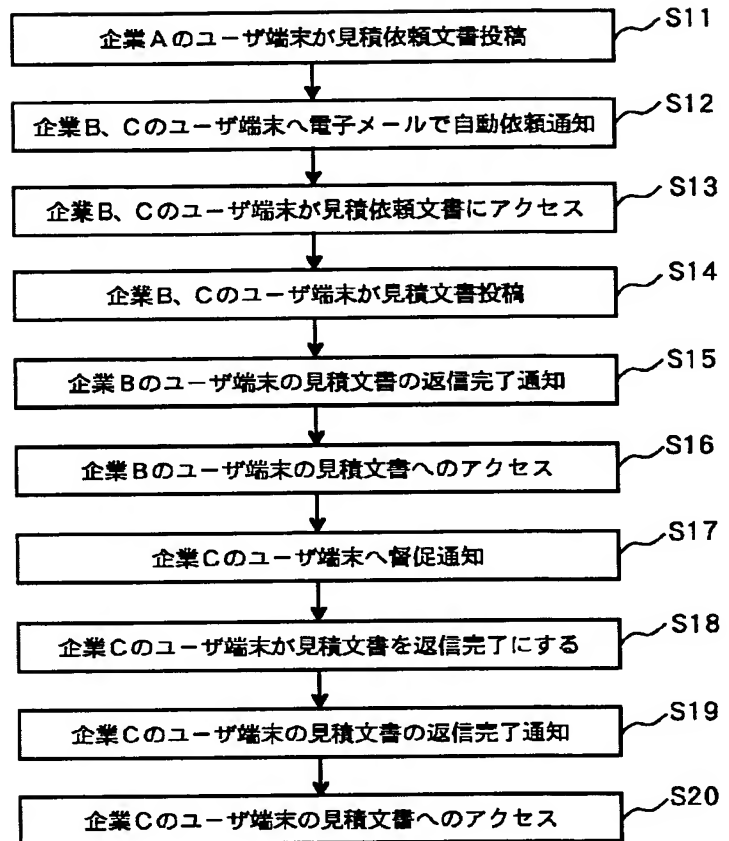 企業Aのユーザ端末が見積依頼文書投稿 S11
企業B、Cのユーザ端末へ電子メールで自動依頼通知 S12
企業B、Cのユーザ端末が見積依頼文書にアクセス S13
企業B、Cのユーザ端末が見積文書投稿 S14
企業Bのユーザ端末の見積文書の返信完了通知 S15
企業Bのユーザ端末の見積文書へのアクセス S16
企業Cのユーザ端末へ督促通知 S17
企業Cのユーザ端末が見積文書を返信完了にする S18
企業Cのユーザ端末の見積文書の返信完了通知 S19
企業Cのユーザ端末の見積文書へのアクセス S20